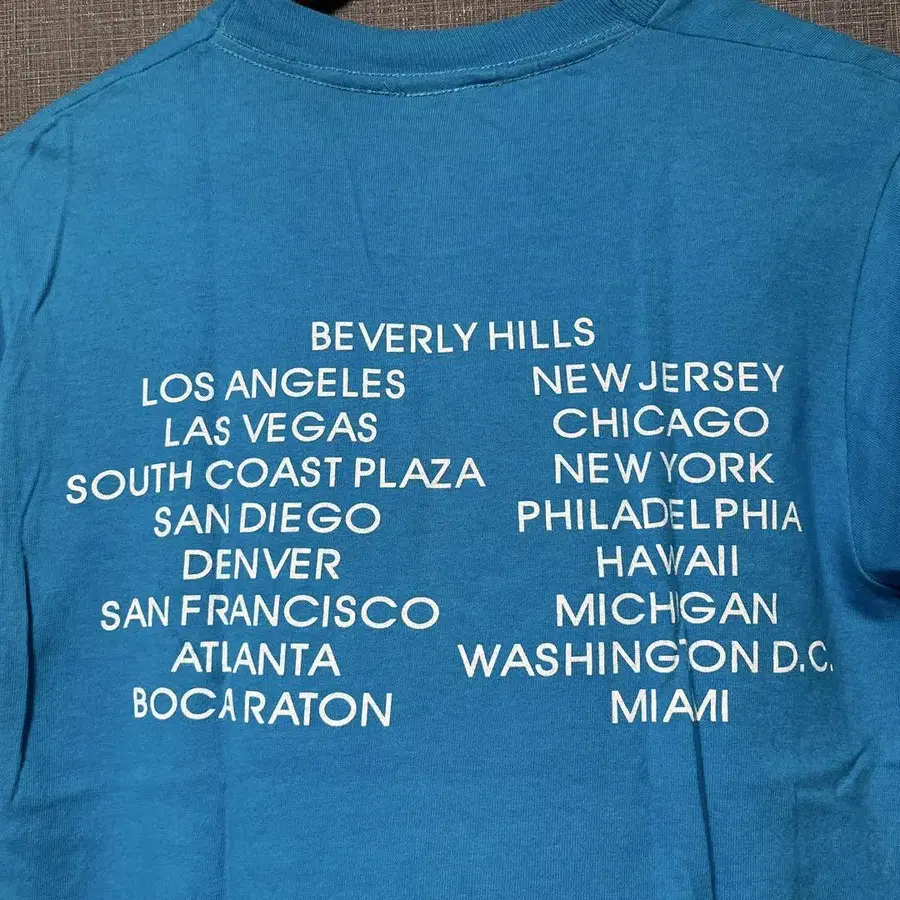 BEVERLY HILLS
LOS ANGELES
LAS VEGAS
SOUTH COAST PLAZA
SAN DIEGO
DENVER
SAN FRANCISCO
ATLANTA
BOCA RATON
NEW JERSEY
CHICAGO
NEW YORK
PHILADELPHIA
HAWAII
MICHIGAN
WASHINGTON D.C.
MIAMI